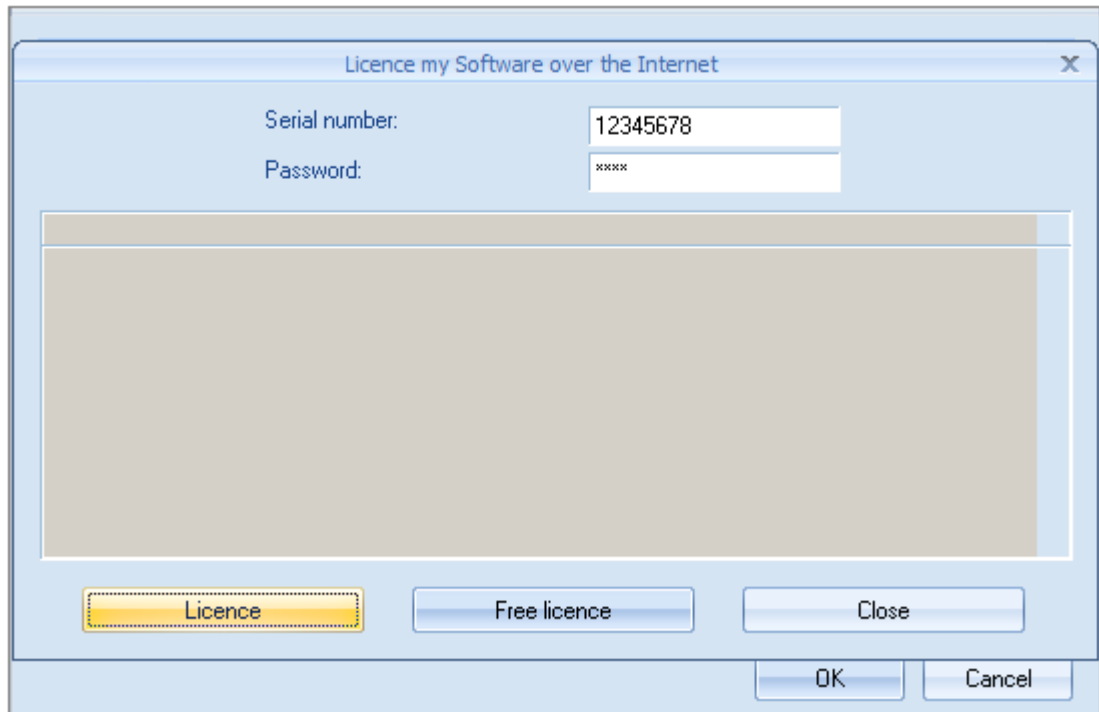 Licence my Software over the Internet
Serial number: 12345678
Password: ****
Licence Free licence Close
OK Cancel